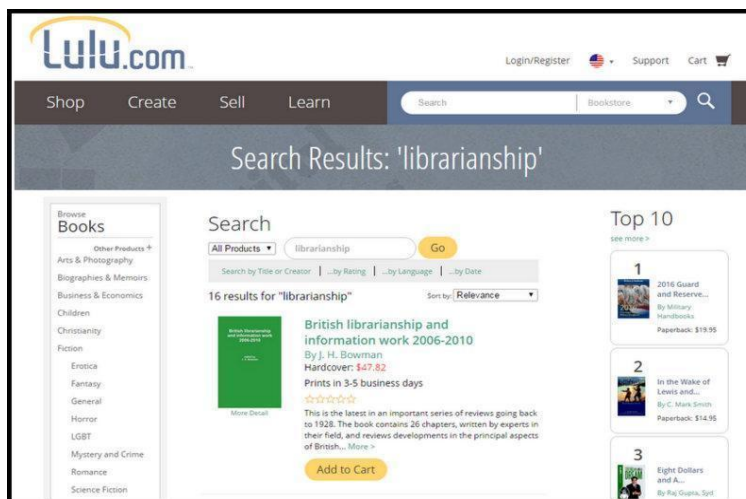 Lulu.com
Login/Register
Support
Cart
Shop
Create
Sell
Learn
Search
Bookstore
Search Results: 'librarianship'
Browse
Books
Other Products +
Arts & Photography
Biographies & Memoirs
Business & Economics
Children
Christianity
Fiction
Erotica
Fantasy
General
Horror
LGBT
Mystery and Crime
Romance
Science Fiction
Search
All Products
librarianship
Go
Search by Title or Creator | ...by Rating | ...by Language | ...by Date
16 results for "librarianship"
Sort by: Relevance
British librarianship
and information work
2006-2010
More Detail
British librarianship and
information work 2006-2010
By J. H. Bowman
Hardcover: $47.82
Prints in 3-5 business days
This is the latest in an important series of reviews going back
to 1928. The book contains 26 chapters, written by experts in
their field, and reviews developments in the principal aspects
of British... More >
Add to Cart
Top 10
see more >
1
2016 Guard
and Reserve...
By Military
Handbooks
Paperback: $19.95
2
In the Wake of
Lewis and...
By C. Mark Smith
Paperback: $14.95
3
Eight Dollars
and A...
By Raj Gupta, Syd